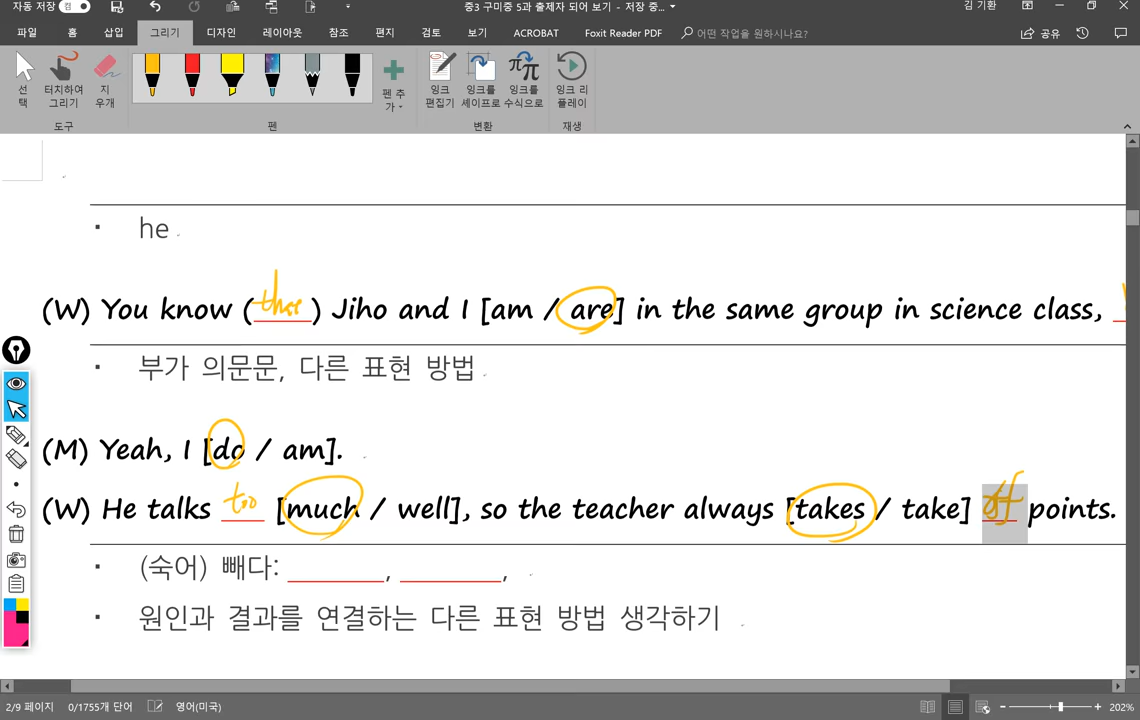 자동 저장 컴 중3 구미중 5과 출제자 되어 보기 - 저장 중... 김 기환
파일 홈 삽입 그리기 디자인 레이아웃 참조 편지 검토 보기 ACROBAT Foxit Reader PDF 어떤 작업을 원하시나요? 공유
선택 터치하여 그리기 지우개 펜 추가 잉크 편집기 잉크를 셰이프로 잉크를 수식으로 잉크 리플레이
도구 펜 변환 재생
· he
(W) You know ( ) Jiho and I [am / are] in the same group in science class,
· 부가 의문문, 다른 표현 방법
(M) Yeah, I [do / am].
(W) He talks too [much / well], so the teacher always [takes / take] off points.
· (숙어) 빼다: ______, ______,
· 원인과 결과를 연결하는 다른 표현 방법 생각하기
2/9 페이지 0/1755개 단어 영어(미국) 202%